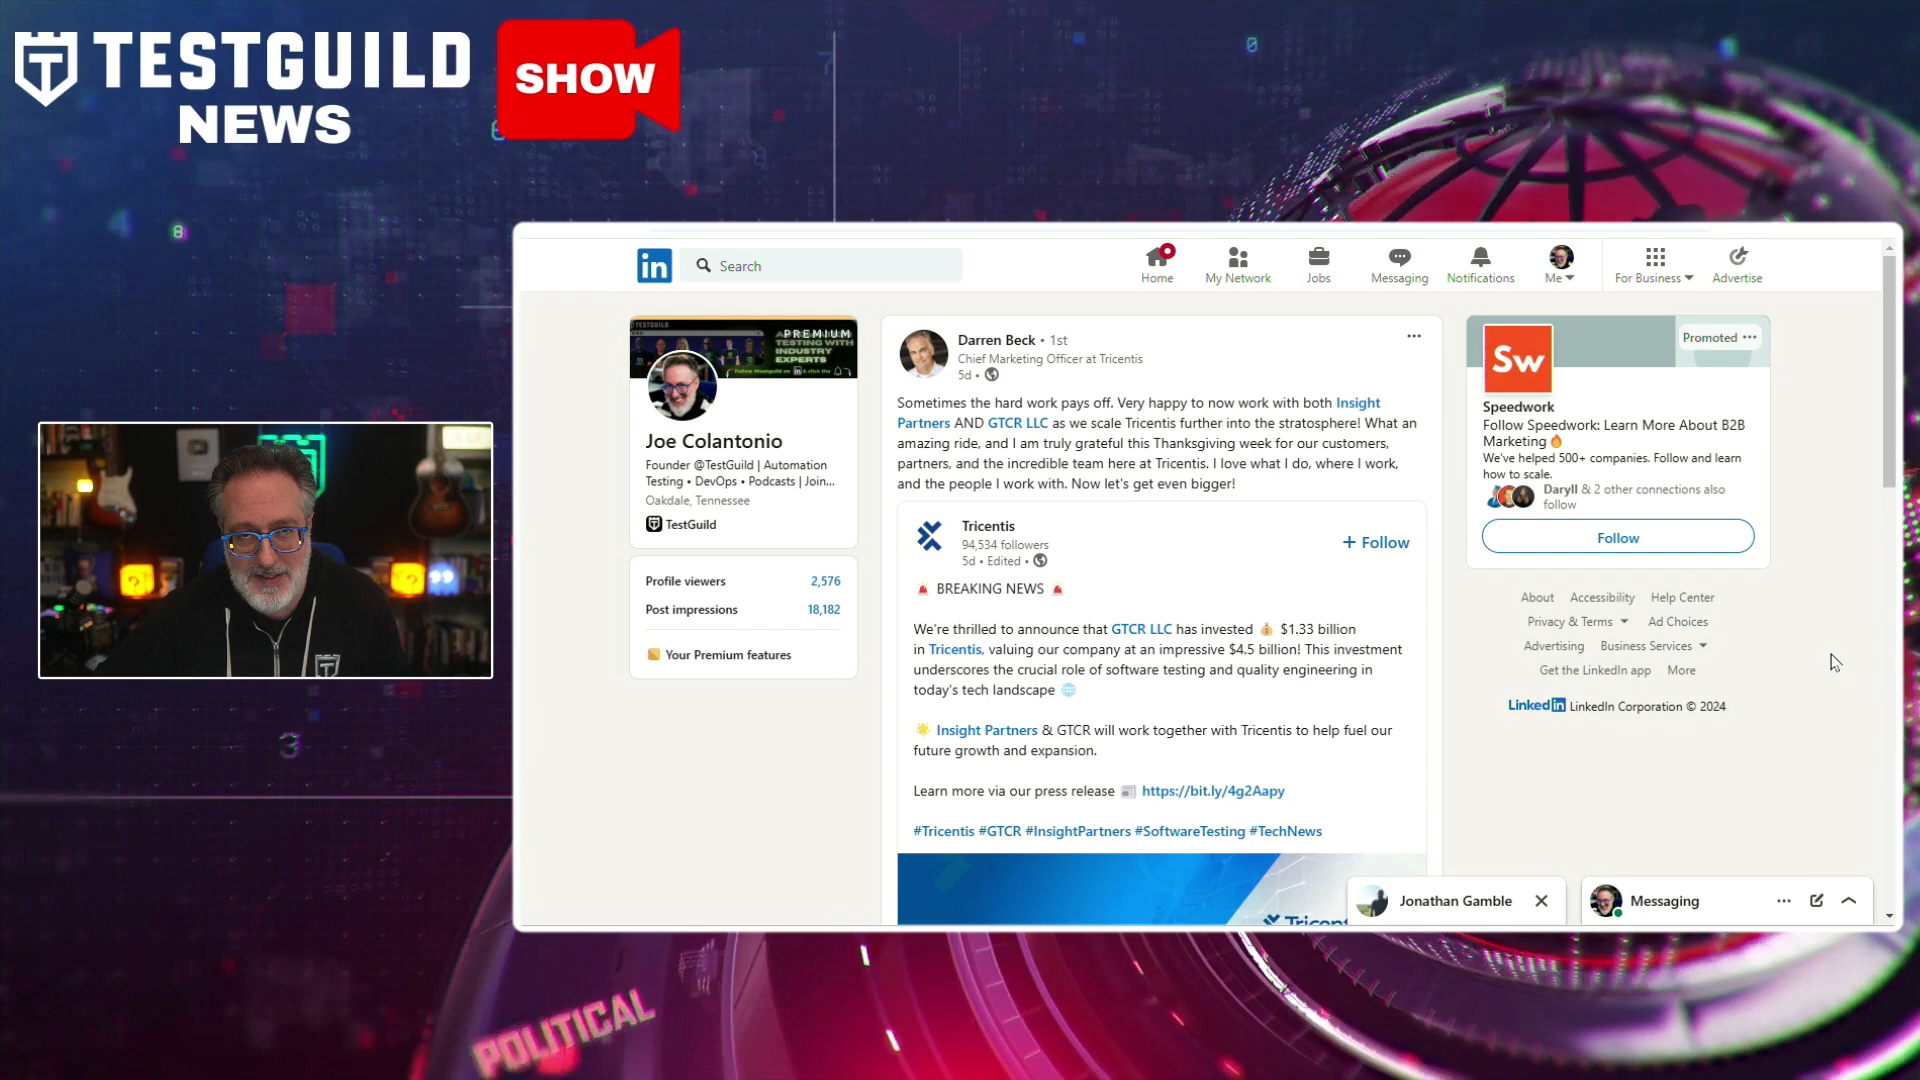 TESTGUILD
NEWS
SHOW
in Search
Home
My Network
Jobs
Messaging
Notifications
Me
For Business
Advertise
PREMIUM
TESTING WITH
INDUSTRY
EXPERTS
Joe Colantonio
Founder @TestGuild | Automation
Testing • DevOps • Podcasts | Join...
Oakdale, Tennessee
TestGuild
Profile viewers 2,576
Post impressions 18,182
Your Premium features
Darren Beck • 1st
Chief Marketing Officer at Tricentis
5d •
Sometimes the hard work pays off. Very happy to now work with both Insight
Partners AND GTCR LLC as we scale Tricentis further into the stratosphere! What an
amazing ride, and I am truly grateful this Thanksgiving week for our customers,
partners, and the incredible team here at Tricentis. I love what I do, where I work,
and the people I work with. Now let's get even bigger!
Tricentis
94,534 followers
5d • Edited •
+ Follow
🚨 BREAKING NEWS 🚨
We're thrilled to announce that GTCR LLC has invested 💰 $1.33 billion
in Tricentis, valuing our company at an impressive $4.5 billion! This investment
underscores the crucial role of software testing and quality engineering in
today's tech landscape 🌐
🌟 Insight Partners & GTCR will work together with Tricentis to help fuel our
future growth and expansion.
Learn more via our press release 📰 https://bit.ly/4g2Aapy
#Tricentis #GTCR #InsightPartners #SoftwareTesting #TechNews
Promoted
Sw
Speedwork
Follow Speedwork: Learn More About B2B
Marketing 🔥
We've helped 500+ companies. Follow and learn
how to scale.
Daryll & 2 other connections also
follow
Follow
About Accessibility Help Center
Privacy & Terms Ad Choices
Advertising Business Services
Get the LinkedIn app More
LinkedIn LinkedIn Corporation © 2024
Jonathan Gamble
Messaging
POLITICAL
3
8